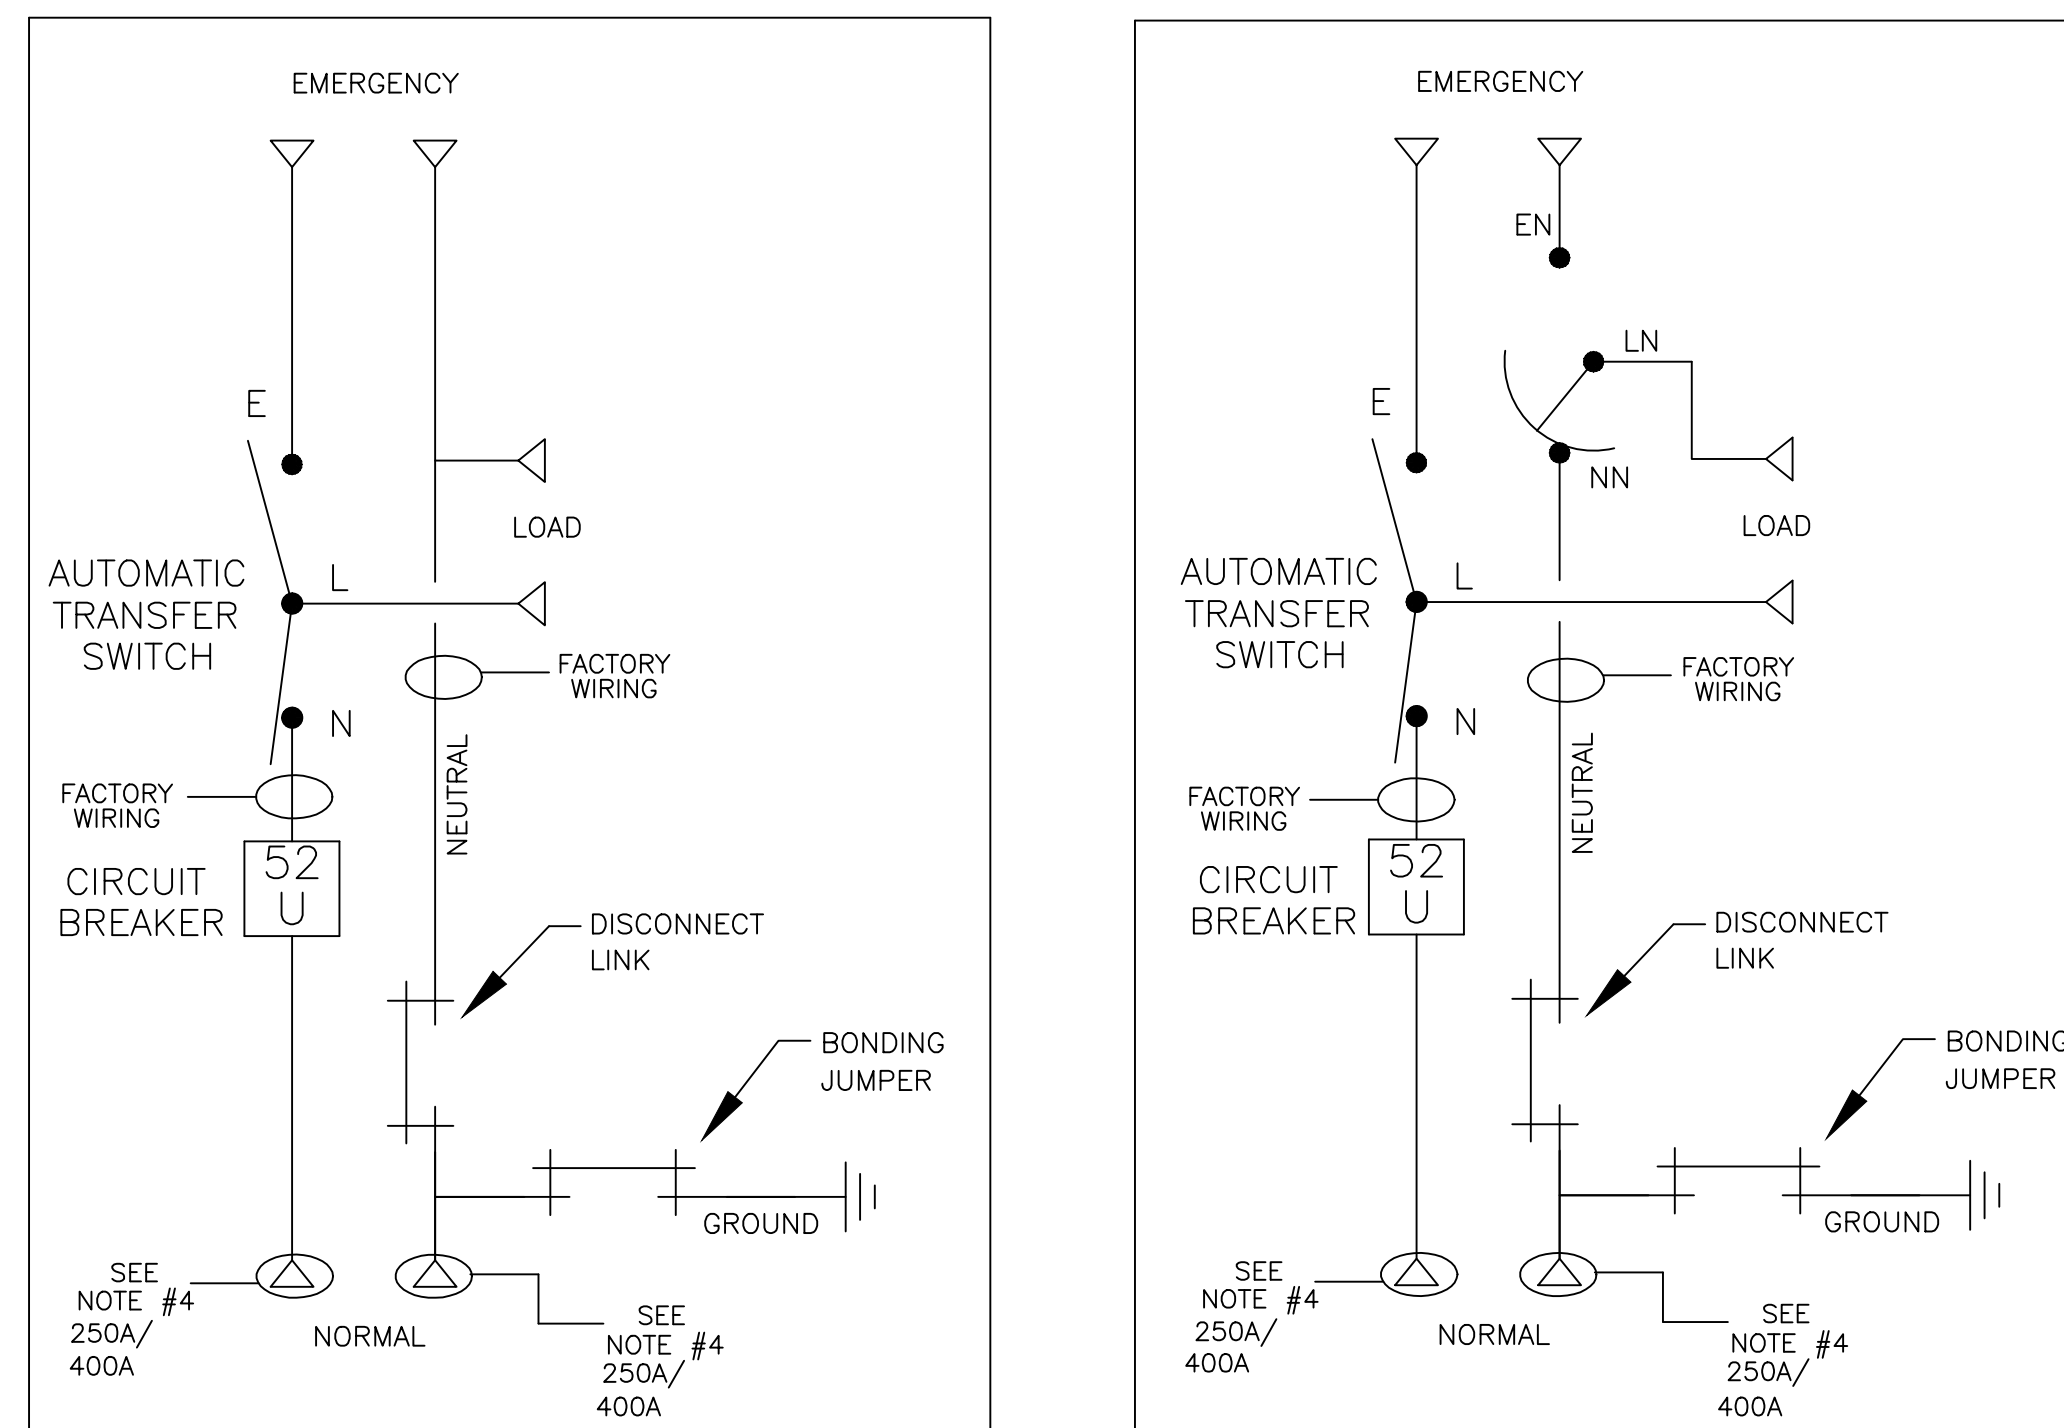 EMERGENCY
E
LOAD
AUTOMATIC
TRANSFER
SWITCH
L
FACTORY
WIRING
N
NEUTRAL
FACTORY
WIRING
52
U
CIRCUIT
BREAKER
DISCONNECT
LINK
BONDING
JUMPER
GROUND
SEE
NOTE #4
250A/
400A
NORMAL
SEE
NOTE #4
250A/
400A
EMERGENCY
EN
LN
E
NN
LOAD
AUTOMATIC
TRANSFER
SWITCH
L
FACTORY
WIRING
N
NEUTRAL
FACTORY
WIRING
52
U
CIRCUIT
BREAKER
DISCONNECT
LINK
BONDING
JUMPER
GROUND
SEE
NOTE #4
250A/
400A
NORMAL
SEE
NOTE #4
250A/
400A